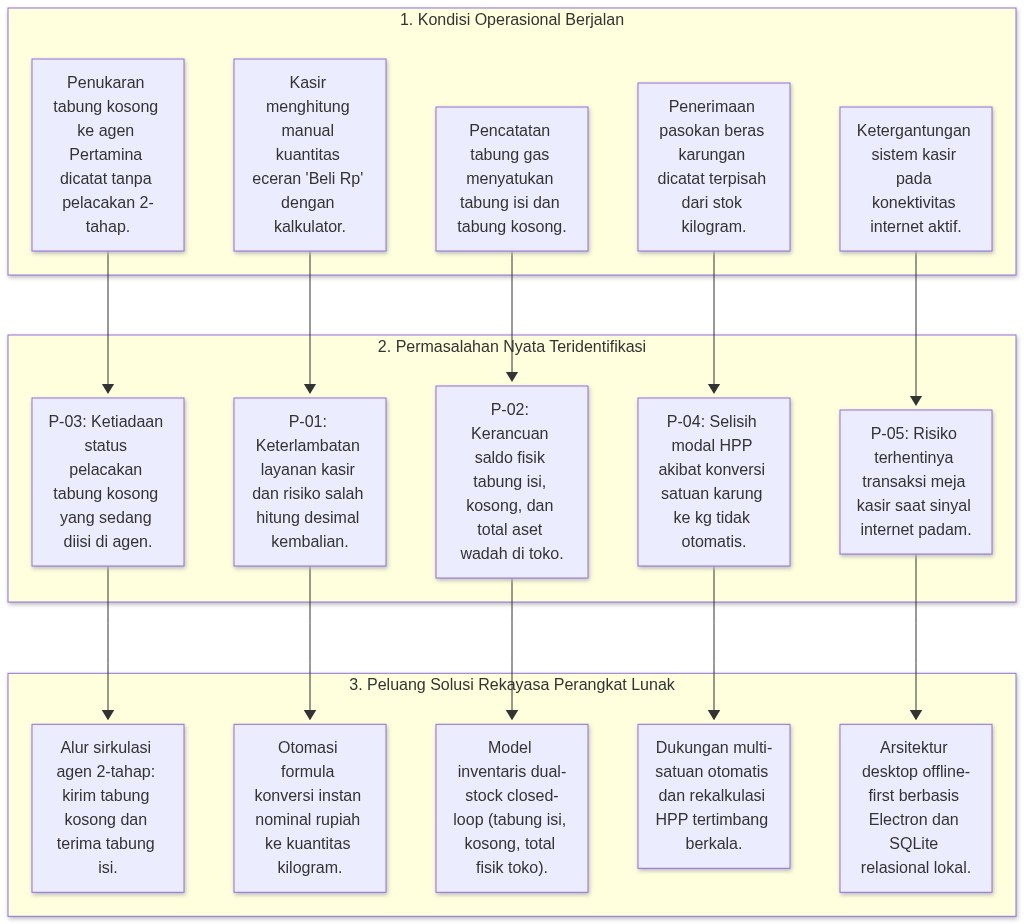 1. Kondisi Operasional Berjalan
Penukaran
tabung kosong
ke agen
Pertamina
dicatat tanpa
pelacakan 2-
tahap.
Kasir
menghitung
manual
kuantitas
eceran 'Beli Rp'
dengan
kalkulator.
Pencatatan
tabung gas
menyatukan
tabung isi dan
tabung kosong.
Penerimaan
pasokan beras
karungan
dicatat terpisah
dari stok
kilogram.
Ketergantungan
sistem kasir
pada
konektivitas
internet aktif.
2. Permasalahan Nyata Teridentifikasi
P-03: Ketiadaan
status
pelacakan
tabung kosong
yang sedang
diisi di agen.
P-01:
Keterlambatan
layanan kasir
dan risiko salah
hitung desimal
kembalian.
P-02:
Kerancuan
saldo fisik
tabung isi,
kosong, dan
total aset
wadah di toko.
P-04: Selisih
modal HPP
akibat konversi
satuan karung
ke kg tidak
otomatis.
P-05: Risiko
terhentinya
transaksi meja
kasir saat sinyal
internet padam.
3. Peluang Solusi Rekayasa Perangkat Lunak
Alur sirkulasi
agen 2-tahap:
kirim tabung
kosong dan
terima tabung
isi.
Otomasi
formula
konversi instan
nominal rupiah
ke kuantitas
kilogram.
Model
inventaris dual-
stock closed-
loop (tabung isi,
kosong, total
fisik toko).
Dukungan multi-
satuan otomatis
dan rekalkulasi
HPP tertimbang
berkala.
Arsitektur
desktop offline-
first berbasis
Electron dan
SQLite
relasional lokal.